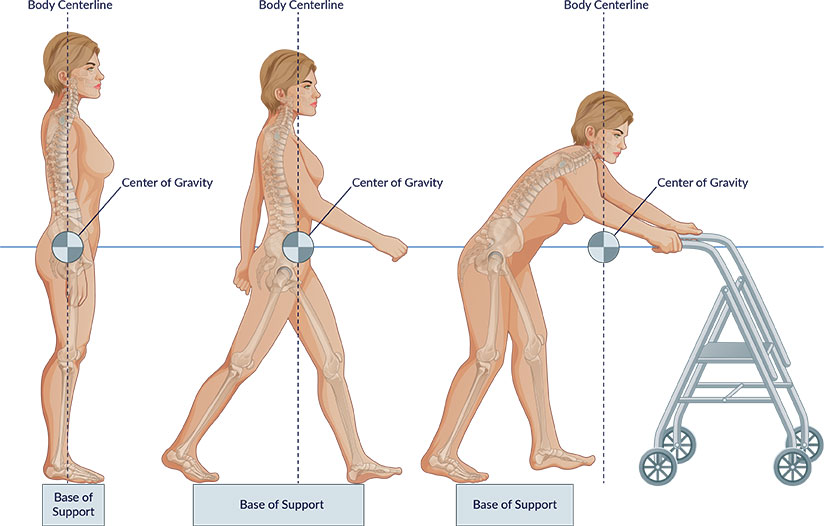 Body Centerline
Body Centerline
Body Centerline
Center of Gravity
Center of Gravity
Center of Gravity
Base of
Support
Base of Support
Base of Support